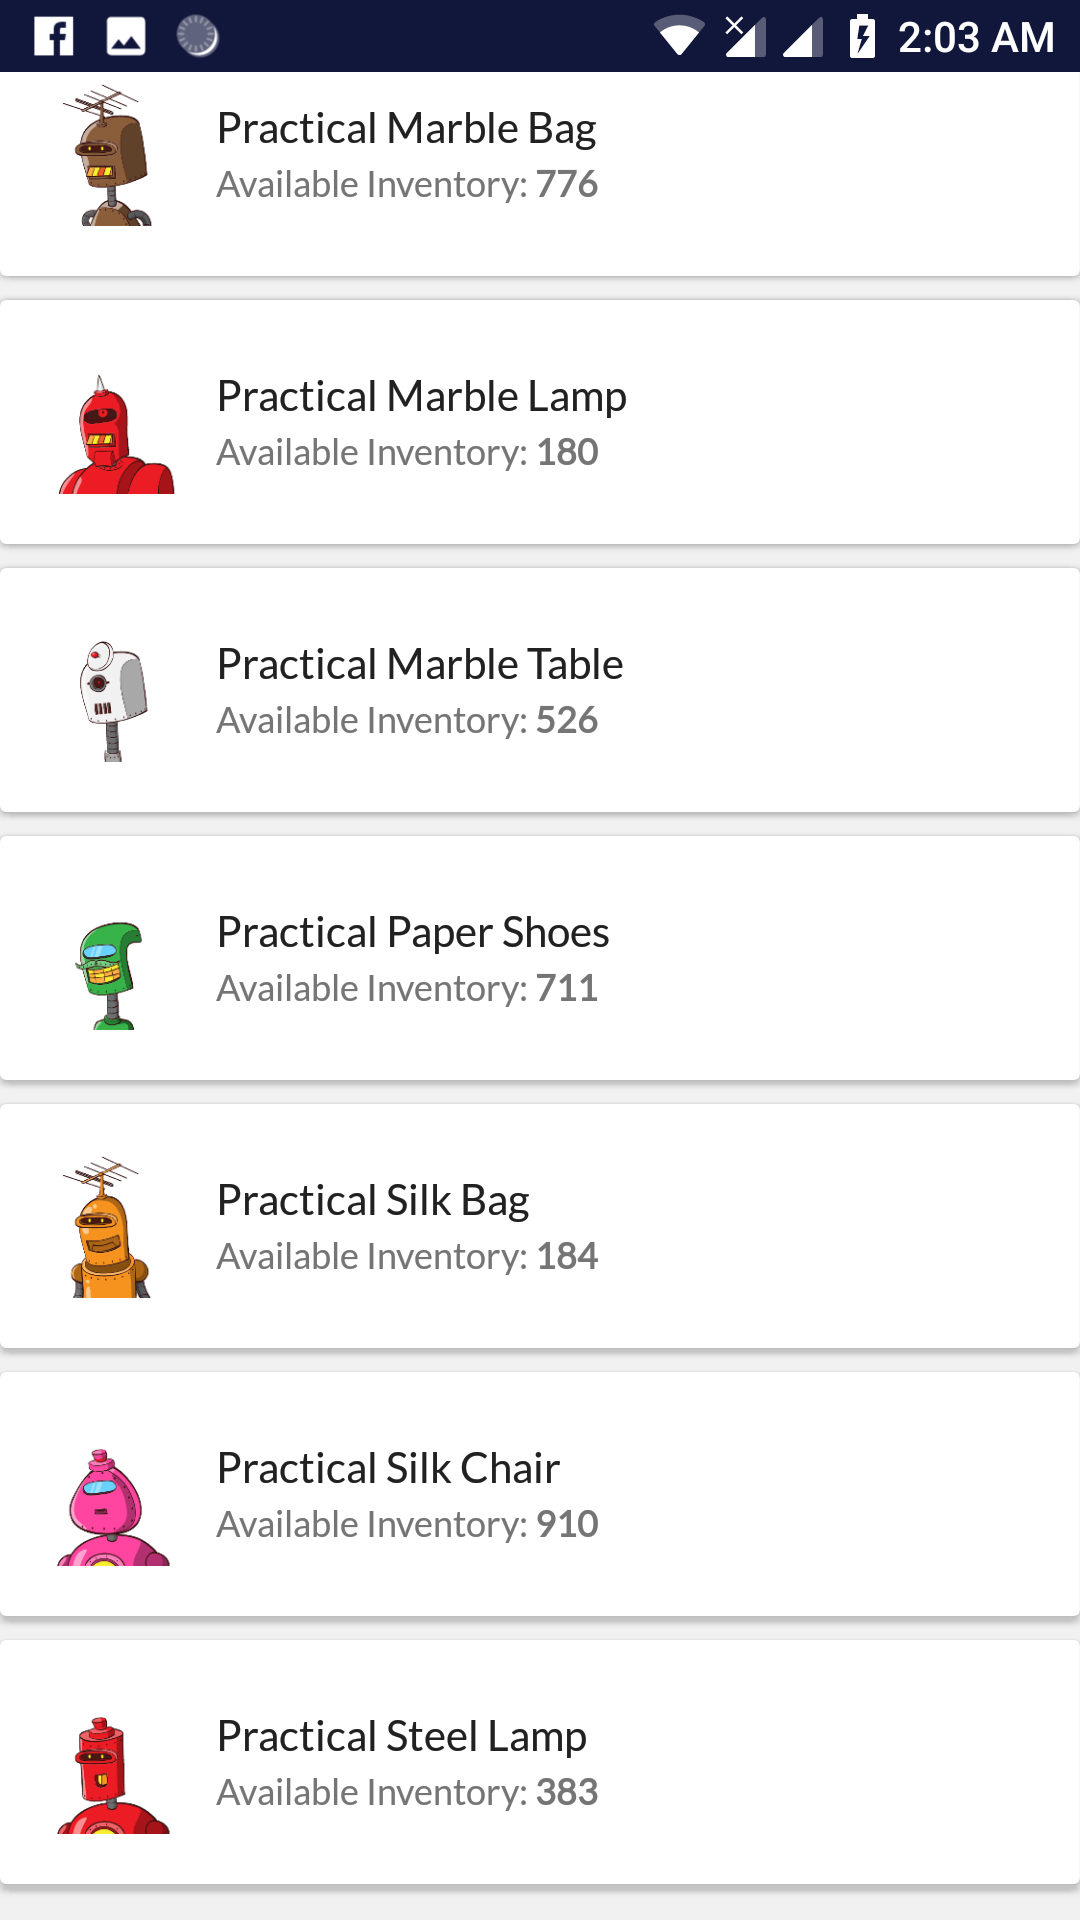 2:03 AM
Practical Marble Bag
Available Inventory: 776
Practical Marble Lamp
Available Inventory: 180
Practical Marble Table
Available Inventory: 526
Practical Paper Shoes
Available Inventory: 711
Practical Silk Bag
Available Inventory: 184
Practical Silk Chair
Available Inventory: 910
Practical Steel Lamp
Available Inventory: 383